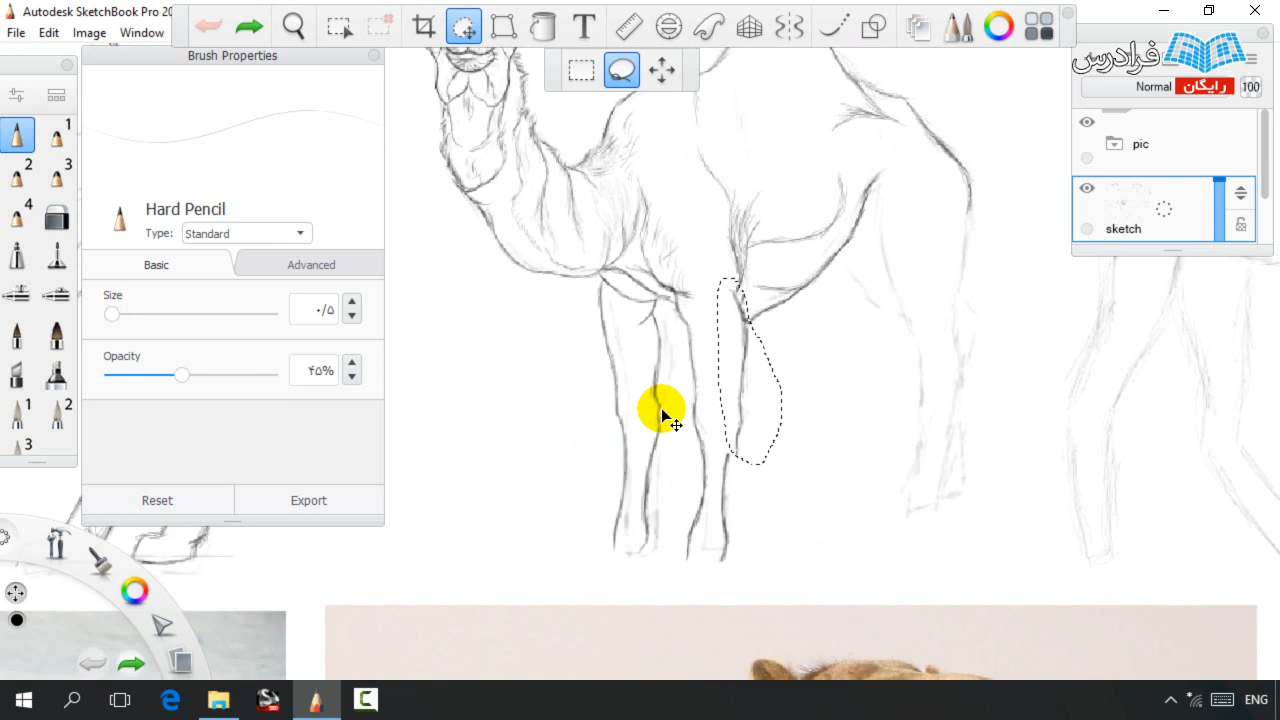 Autodesk SketchBook Pro 20
File Edit Image Window
T
فرادرس
رایگان
Brush Properties
Normal
100
pic
sketch
1
2
3
4
1
2
3
Hard Pencil
Type: Standard
Basic
Advanced
Size
۰/۵
Opacity
۴۵%
Reset
Export
ENG